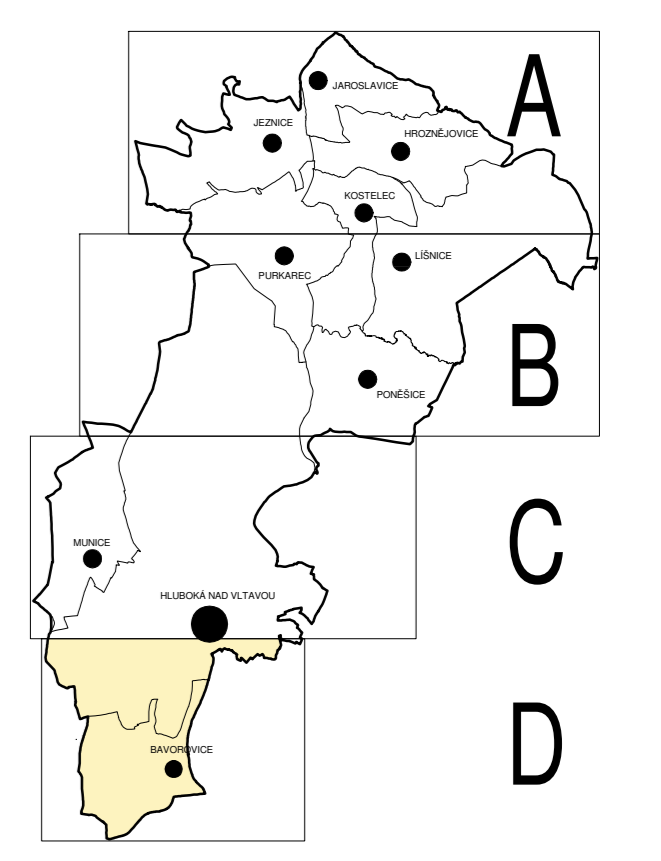 A
JAROSLAVICE
JEZNICE
HROZNĚJOVICE
KOSTELEC
LÍŠNICE
PURKAREC
B
PONĚŠICE
C
MUNICE
HLUBOKÁ NAD VLTAVOU
D
BAVOROVICE